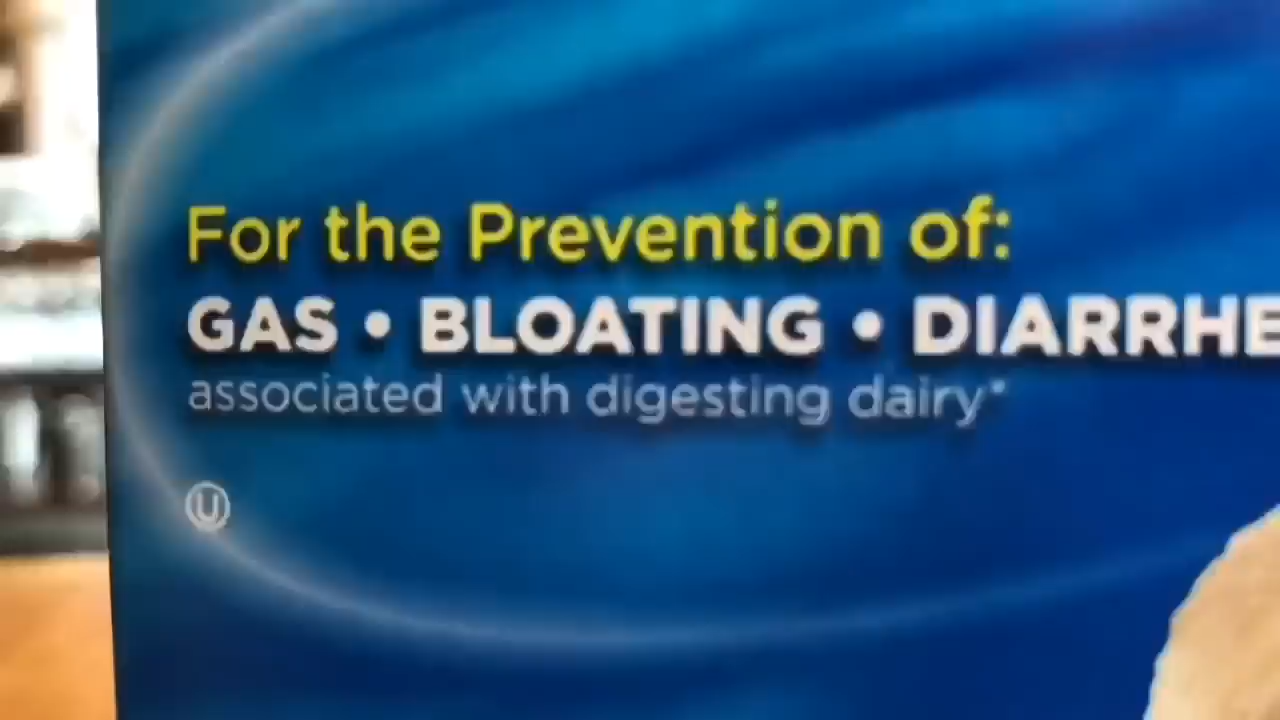 For the Prevention of:
GAS • BLOATING • DIARRHE
associated with digesting dairy*
U